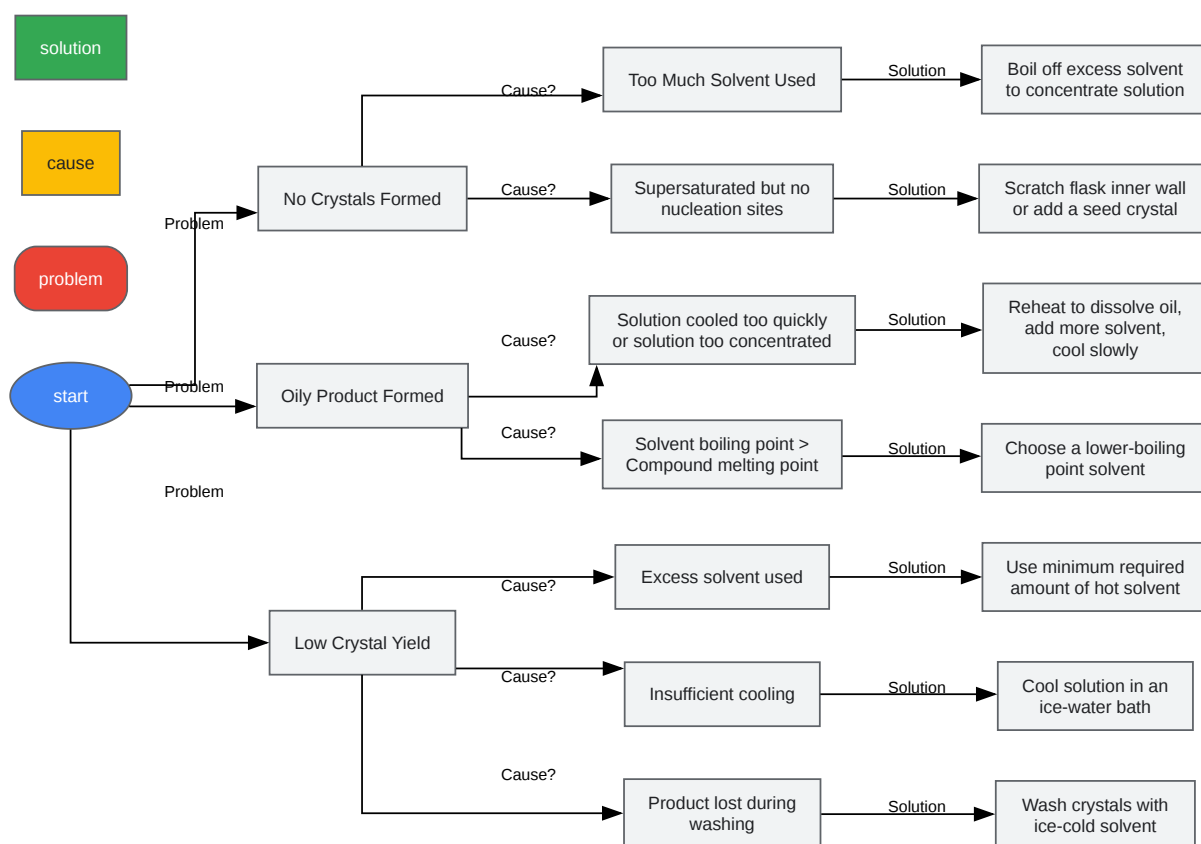 solution
cause
problem
start
Problem
Problem
Problem
No Crystals Formed
Oily Product Formed
Low Crystal Yield
Cause?
Too Much Solvent Used
Solution
Boil off excess solvent
to concentrate solution
Cause?
Supersaturated but no
nucleation sites
Solution
Scratch flask inner wall
or add a seed crystal
Cause?
Solution cooled too quickly
or solution too concentrated
Solution
Reheat to dissolve oil,
add more solvent,
cool slowly
Cause?
Solvent boiling point >
Compound melting point
Solution
Choose a lower-boiling
point solvent
Cause?
Excess solvent used
Solution
Use minimum required
amount of hot solvent
Cause?
Insufficient cooling
Solution
Cool solution in an
ice-water bath
Cause?
Product lost during
washing
Solution
Wash crystals with
ice-cold solvent